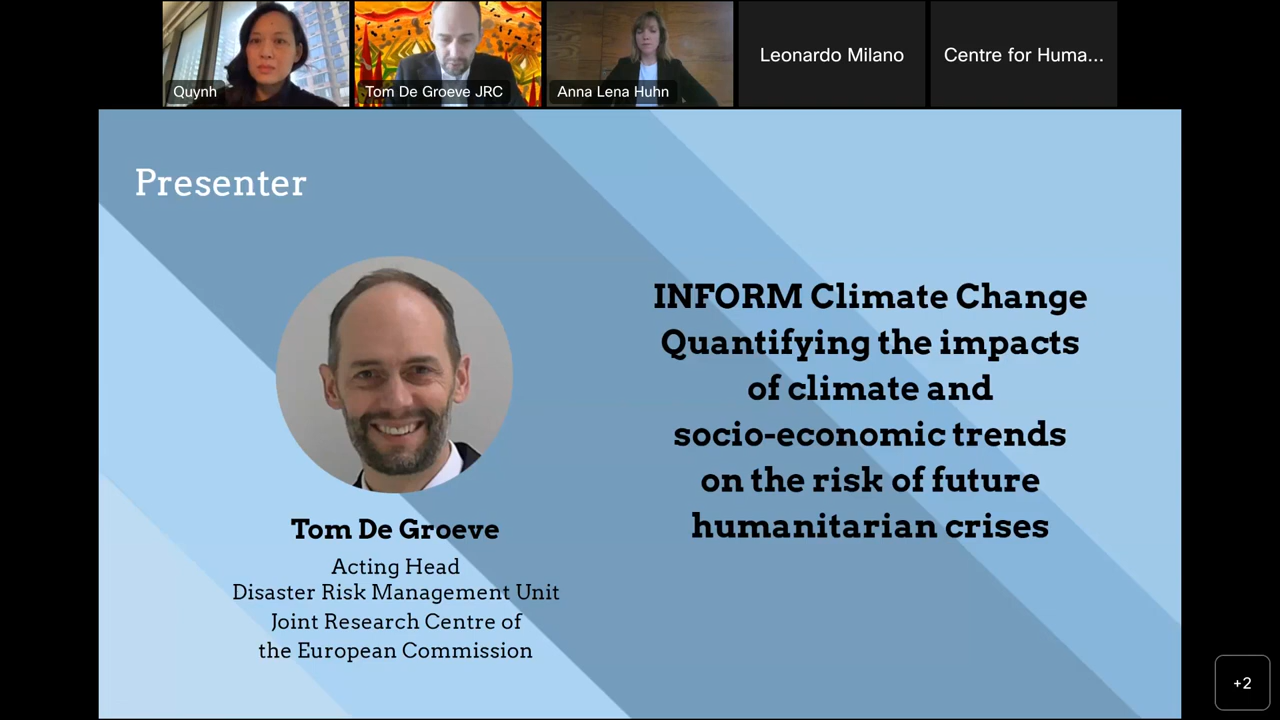 Quynh
Tom De Groeve JRC
Anna Lena Huhn
Leonardo Milano
Centre for Huma...
Presenter
INFORM Climate Change
Quantifying the impacts
of climate and
socio-economic trends
on the risk of future
humanitarian crises
Tom De Groeve
Acting Head
Disaster Risk Management Unit
Joint Research Centre of
the European Commission
+2